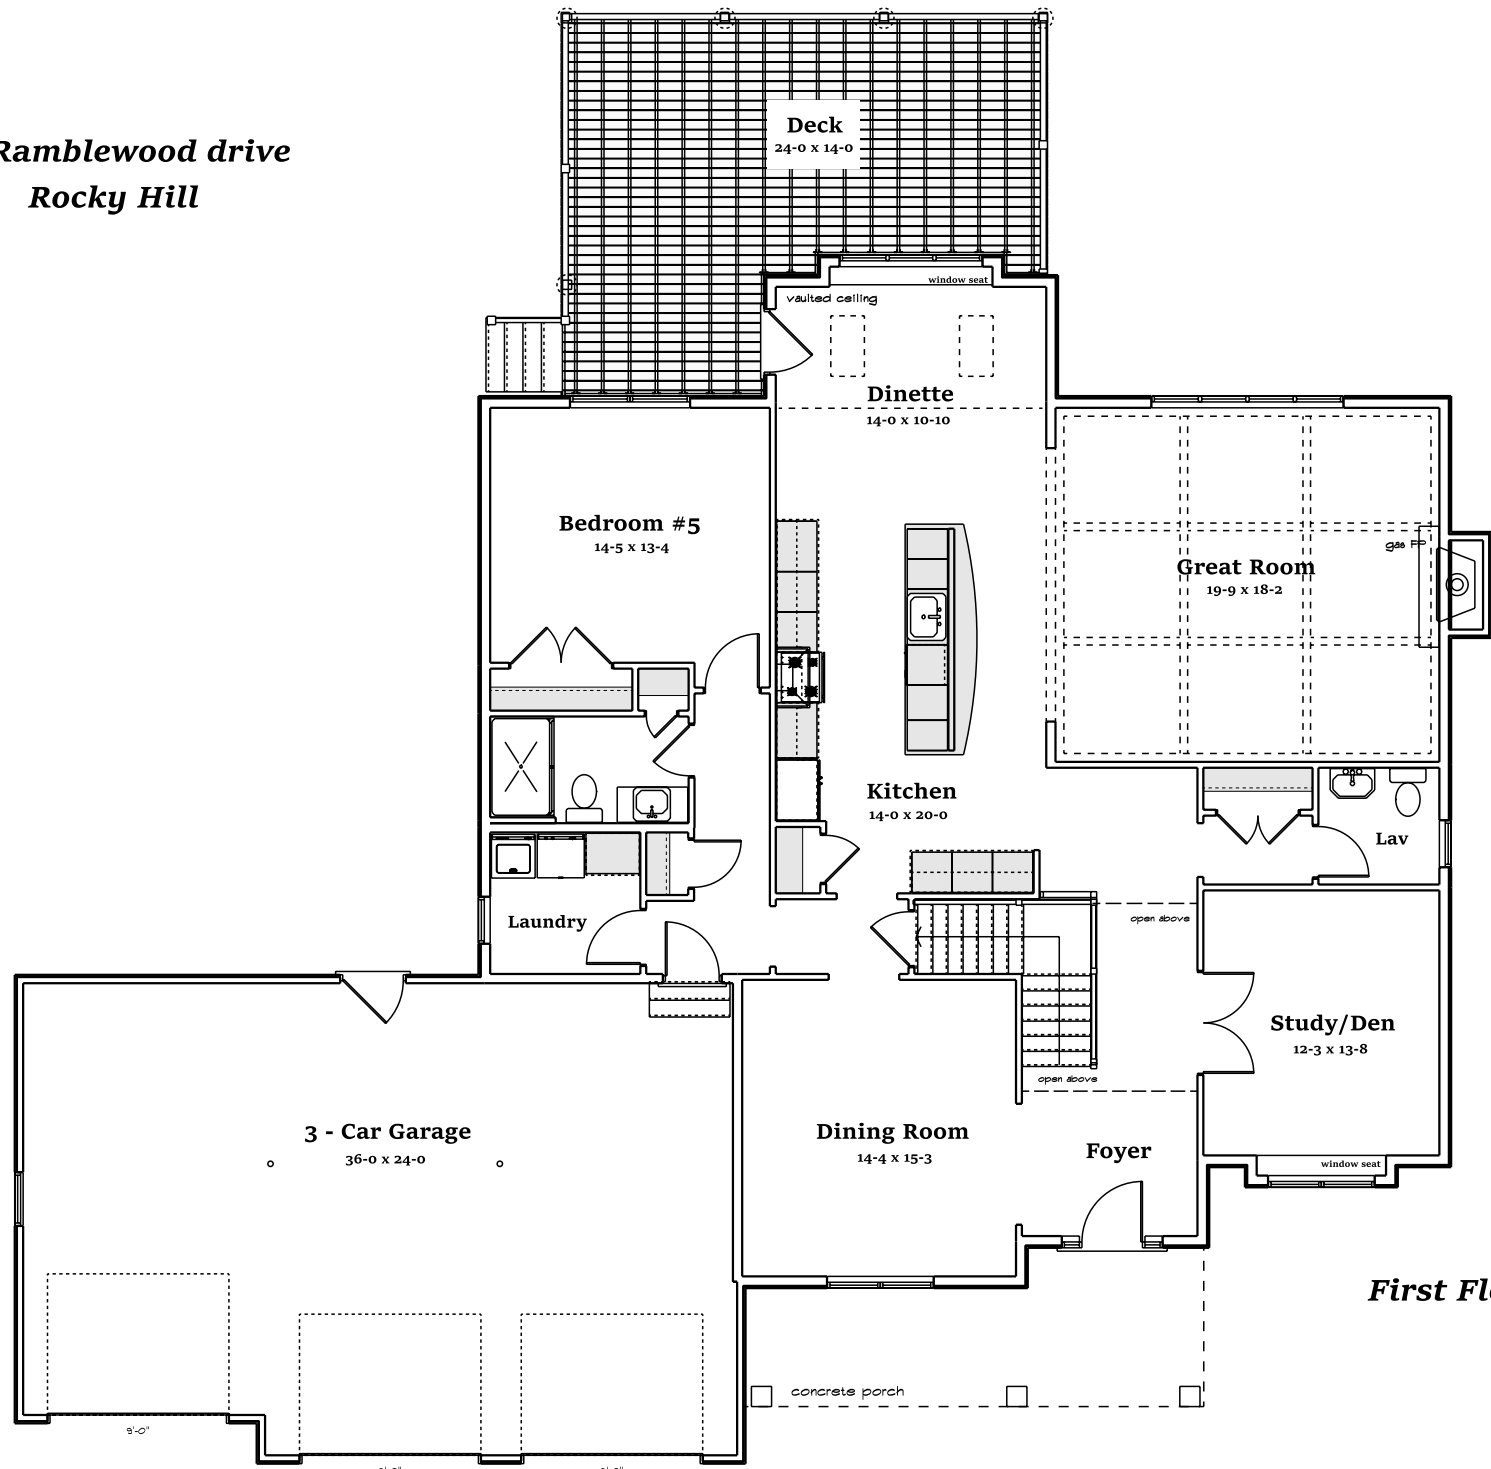 Deck
24-0 x 14-0
Ramblewood drive
Rocky Hill
window seat
vaulted ceiling
Dinette
14-0 x 10-10
Bedroom #5
14-5 x 13-4
gas FP
Great Room
19-9 x 18-2
Kitchen
14-0 x 20-0
Lav
Laundry
open above
Study/Den
12-3 x 13-8
open above
3 - Car Garage
36-0 x 24-0
Dining Room
14-4 x 15-3
Foyer
window seat
First Fl
concrete porch
9'-0"